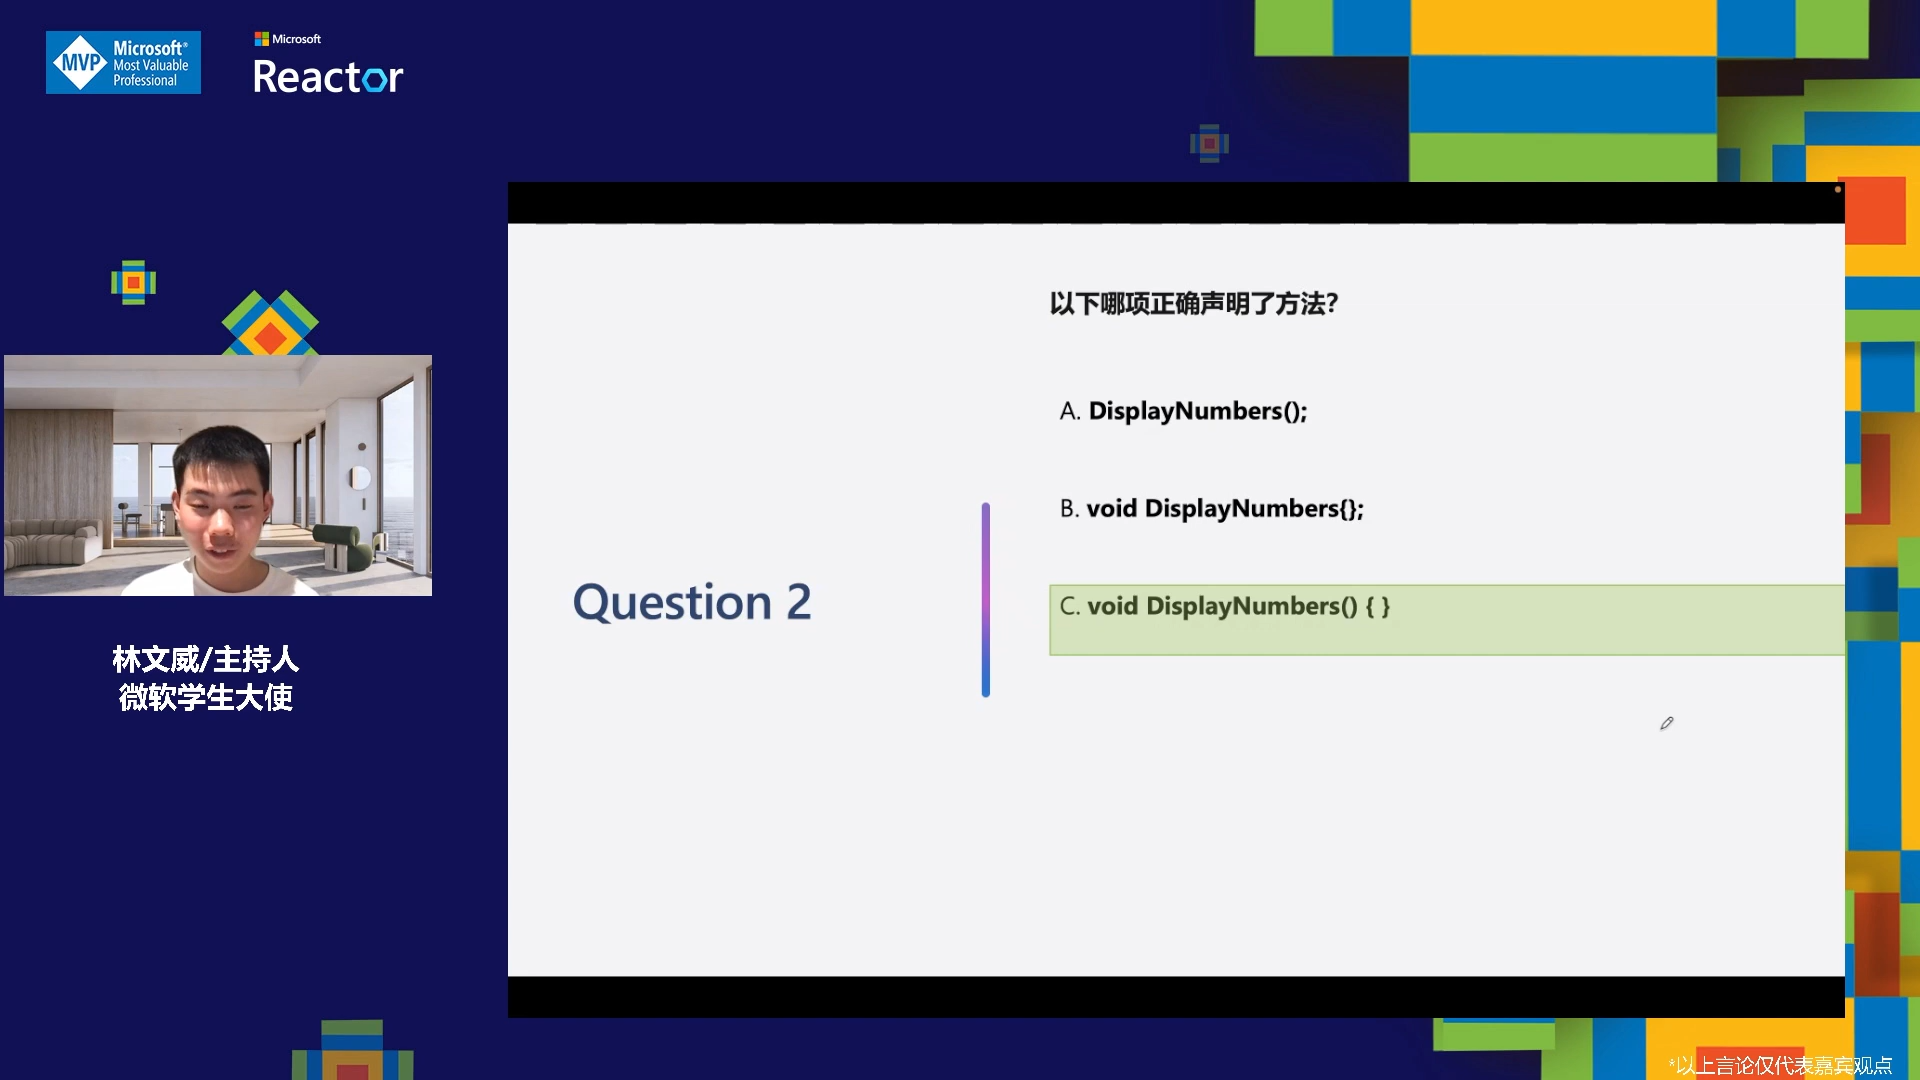 MVP
Microsoft®
Most Valuable
Professional
Microsoft
Reactor
以下哪项正确声明了方法?
A. DisplayNumbers();
B. void DisplayNumbers{};
C. void DisplayNumbers() { }
Question 2
林文威/主持人
微软学生大使
*以上言论仅代表嘉宾观点